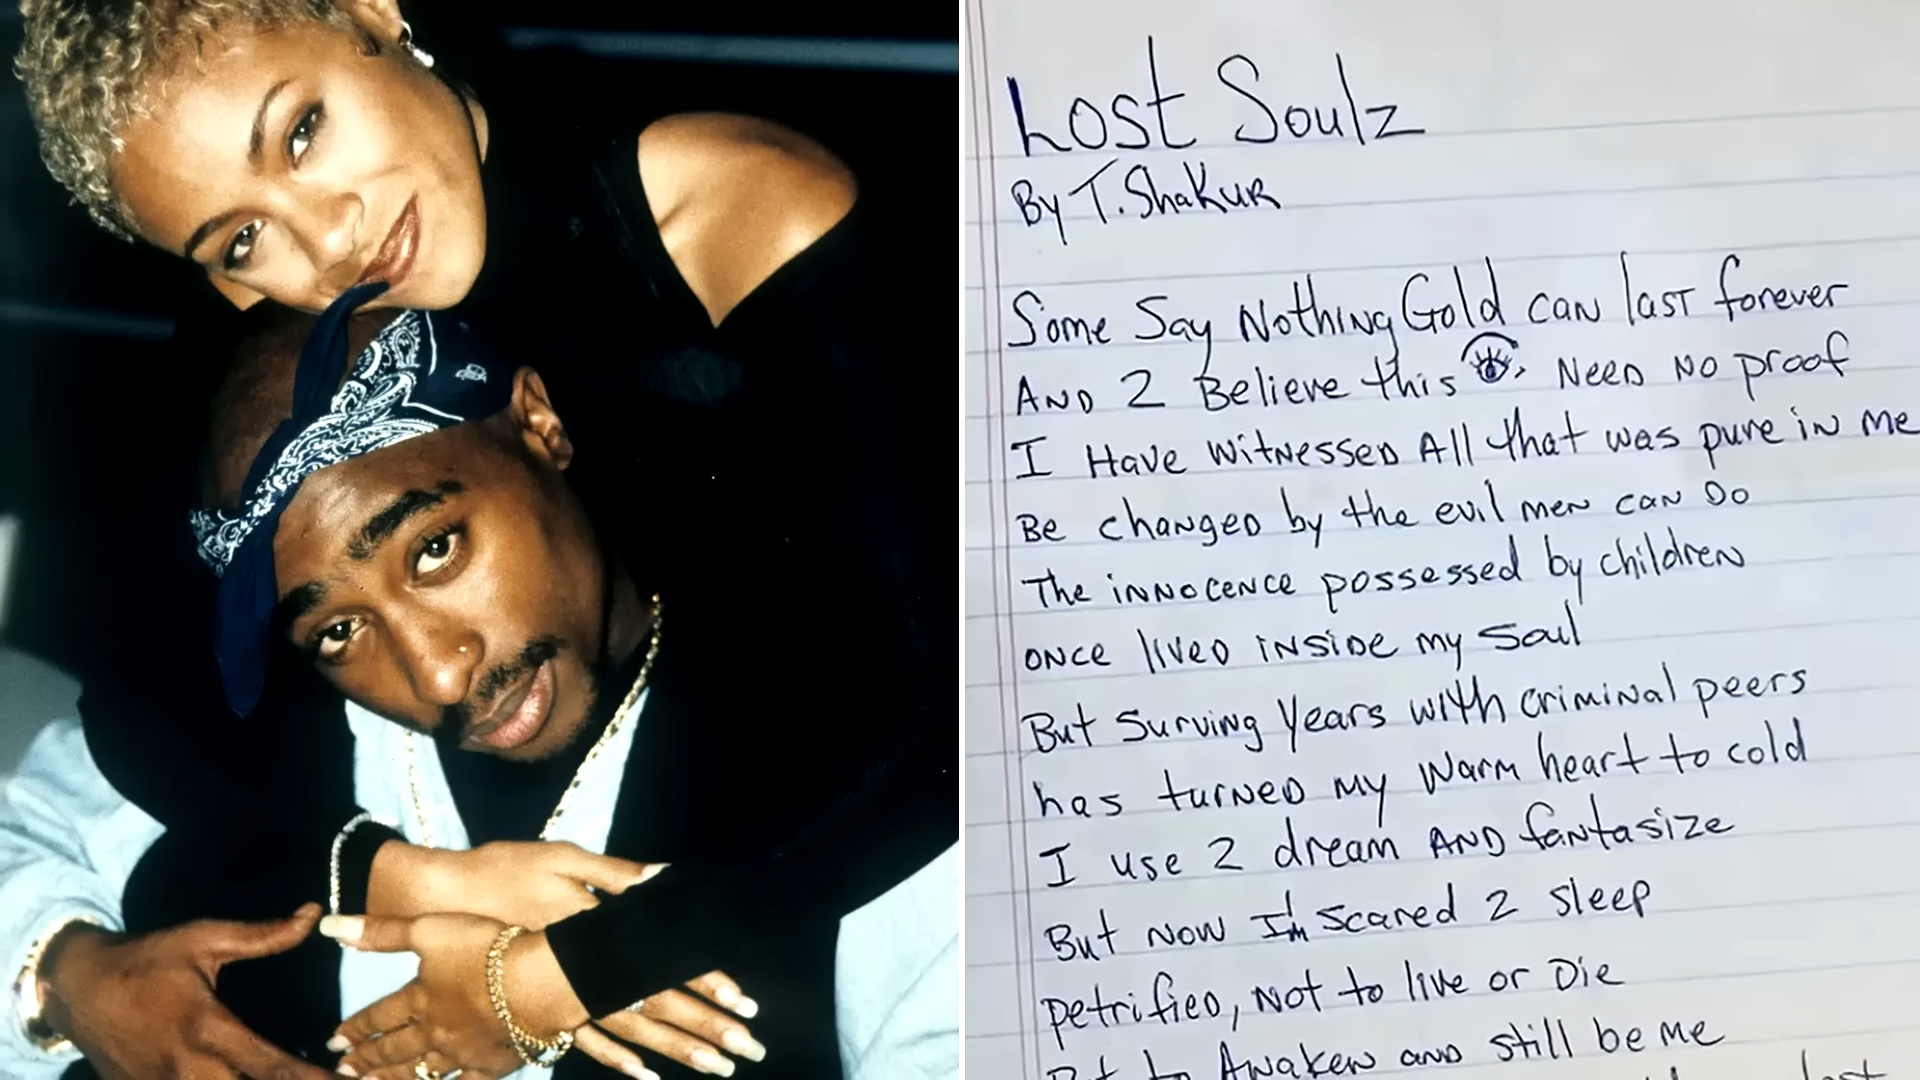 Lost Soulz
By T. Shakur
Some Say Nothing Gold can last forever
AND 2 Believe this, NEED NO proof
I Have witnessed All that was pure in me
Be changed by the evil men can Do
The innocence possessed by children
once lived inside my soul
But Surving Years with criminal peers
has turned my warm heart to cold
I use 2 dream AND fantasize
But now I'm scared 2 sleep
petrified, Not to live or Die
But to Awaken and still be me
last